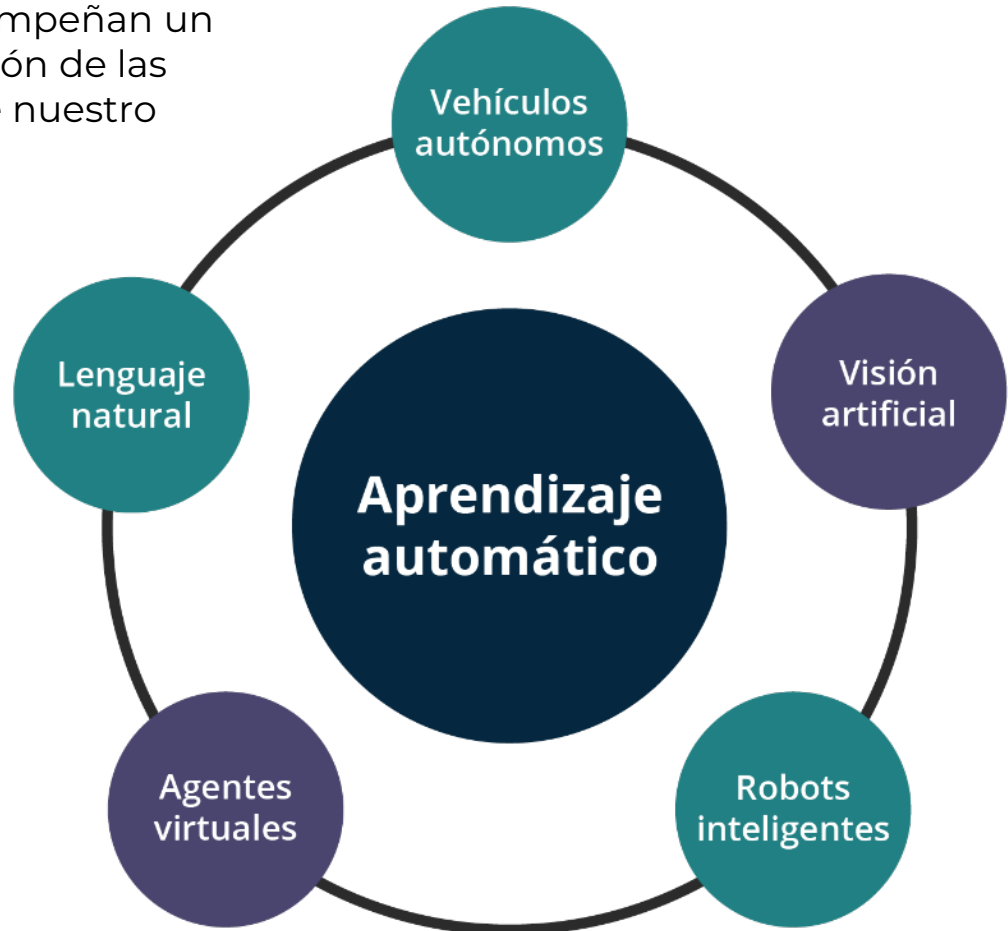 mpeñan un
ón de las
e nuestro
Vehículos
autónomos
Lenguaje
natural
Visión
artificial
Aprendizaje
automático
Agentes
virtuales
Robots
inteligentes